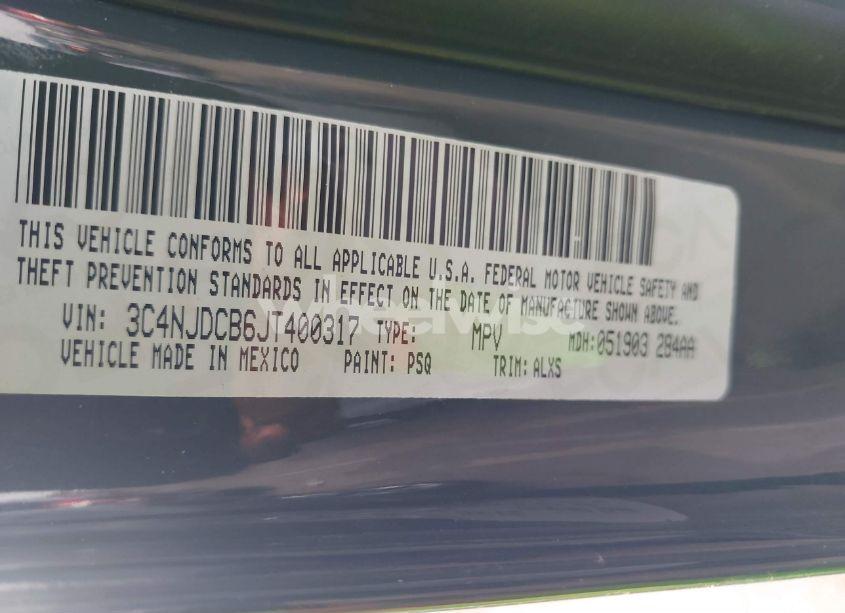 THIS VEHICLE CONFORMS TO ALL APPLICABLE U.S.A. FEDERAL MOTOR VEHICLE SAFETY AND
THEFT PREVENTION STANDARDS IN EFFECT ON THE DATE OF MANUFACTURE SHOWN ABOVE.
VIN: 3C4NJDCB6JT400317 TYPE: MPV MDH:051903 284AA
VEHICLE MADE IN MEXICO PAINT: PSQ TRIM: ALXS
Wheelwise